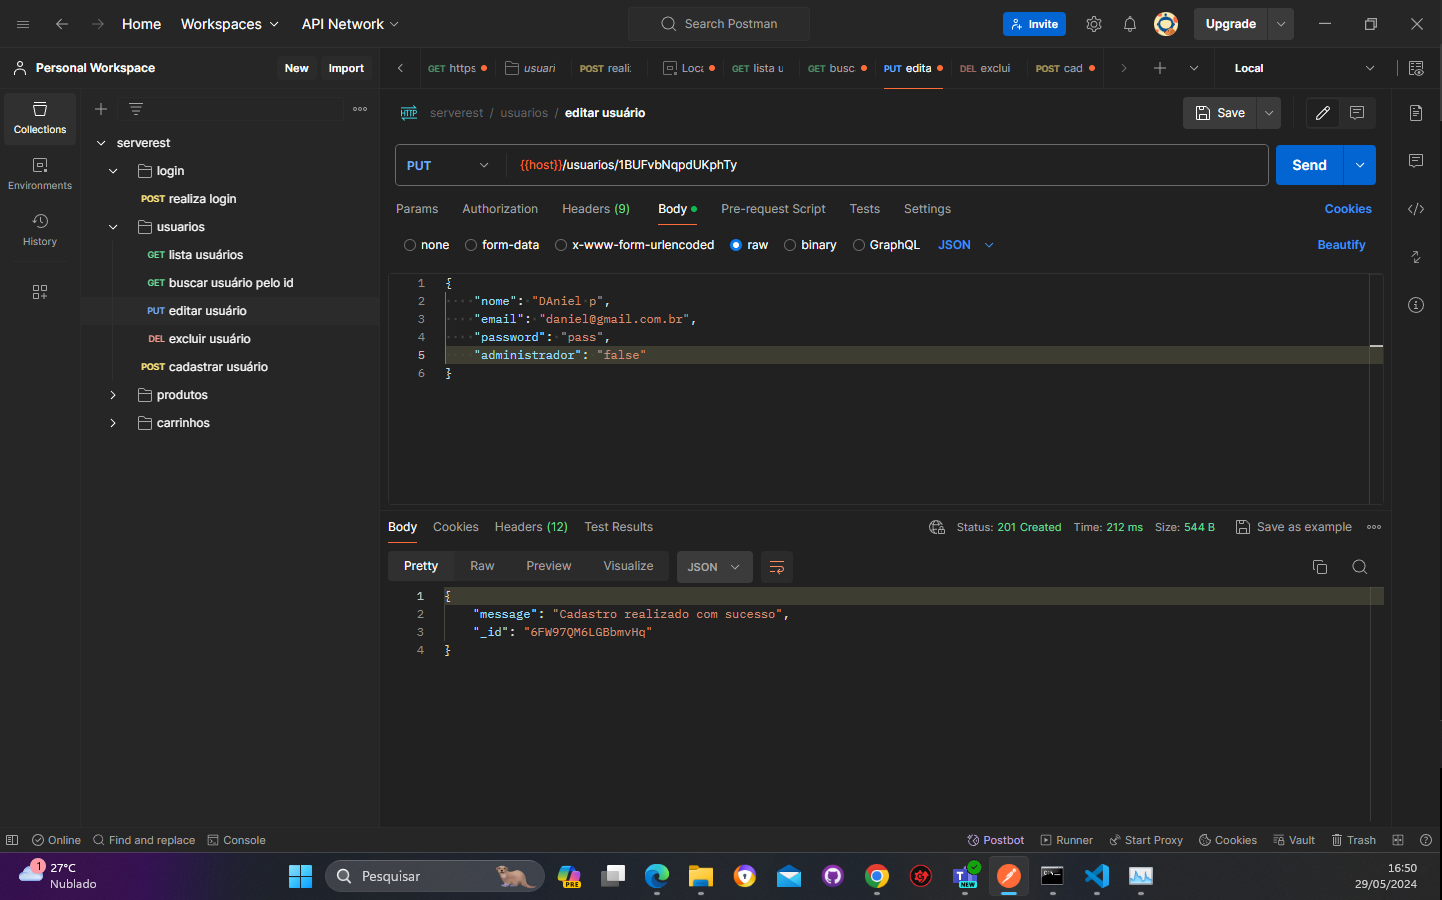 Home
Workspaces
API Network
Search Postman
Invite
Upgrade
Personal Workspace
New
Import
GET https
usuari
POST reali
Loca
GET lista u
GET busc
PUT edita
DEL exclui
POST cad
Local
Collections
Environments
History
serverest
login
POST realiza login
usuarios
GET lista usuários
GET buscar usuário pelo id
PUT editar usuário
DEL excluir usuário
POST cadastrar usuário
produtos
carrinhos
HTTP serverest / usuarios / editar usuário
Save
PUT
{{host}}/usuarios/1BUFvbNqpdUKphTy
Send
Params
Authorization
Headers (9)
Body
Pre-request Script
Tests
Settings
Cookies
none
form-data
x-www-form-urlencoded
raw
binary
GraphQL
JSON
Beautify
1 {
2 "nome": "DAniel p",
3 "email": "daniel@gmail.com.br",
4 "password": "pass",
5 "administrador": "false"
6 }
Body
Cookies
Headers (12)
Test Results
Status: 201 Created
Time: 212 ms
Size: 544 B
Save as example
Pretty
Raw
Preview
Visualize
JSON
1 {
2 "message": "Cadastro realizado com sucesso",
3 "_id": "6FW97QM6LGBbmvHq"
4 }
Online
Find and replace
Console
Postbot
Runner
Start Proxy
Cookies
Vault
Trash
1
27°C
Nublado
Pesquisar
PRE
NEW
16:50
29/05/2024